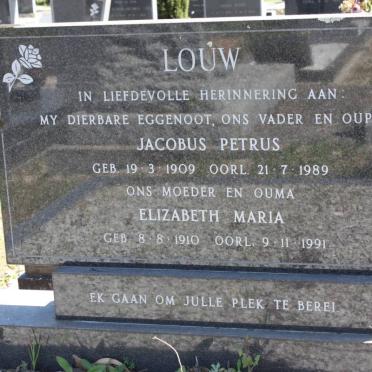 LOUW
IN LIEFDEVOLLE HERINNERING AAN:
MY DIERBARE EGGENOOT, ONS VADER EN OUP
JACOBUS PETRUS
GEB. 19·3·1909 OORL. 21·7·1989
ONS MOEDER EN OUMA
ELIZABETH MARIA
GEB. 8·8·1910 OORL. 9·11·1991
EK GAAN OM JULLE PLEK TE BEREI